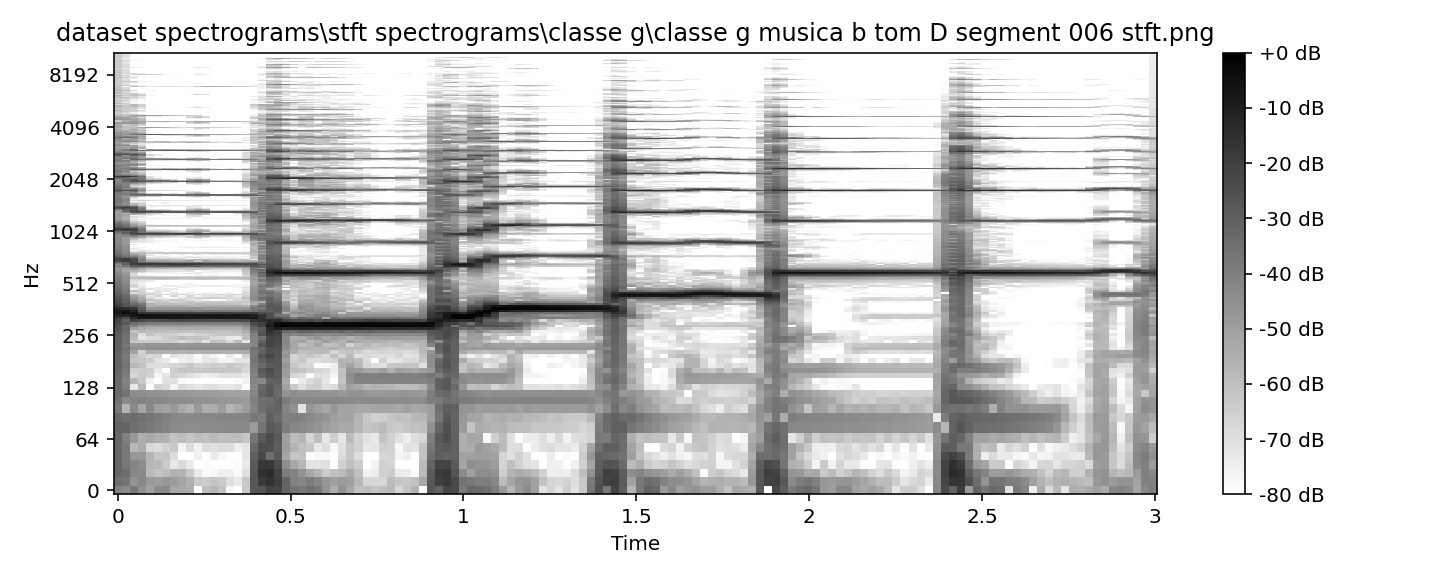 dataset spectrograms\stft spectrograms\classe g\classe g musica b tom D segment 006 stft.png
Hz
8192
4096
2048
1024
512
256
128
64
0
0
0.5
1
1.5
2
2.5
3
Time
+0 dB
-10 dB
-20 dB
-30 dB
-40 dB
-50 dB
-60 dB
-70 dB
-80 dB